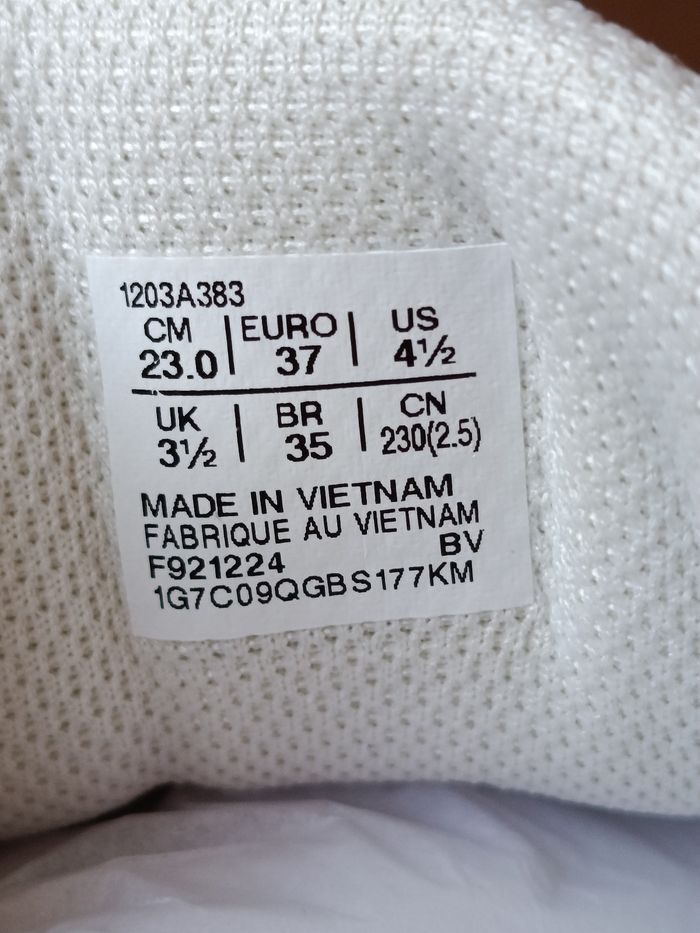 1203A383
CM | EURO | US
23.0 | 37 | 4½
UK | BR | CN
3½ | 35 | 230(2.5)
MADE IN VIETNAM
FABRIQUE AU VIETNAM
F921224 BV
1G7C09QGBS177KM